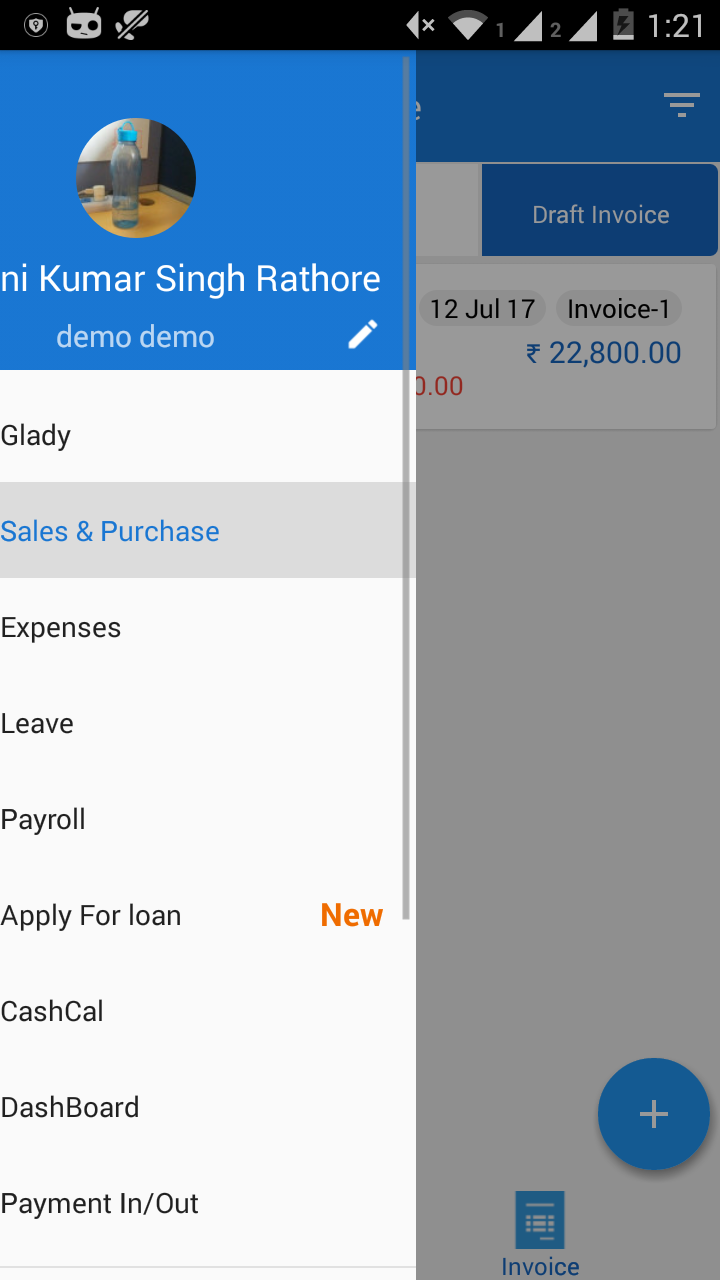 1 2 1:21
ni Kumar Singh Rathore
demo demo
Draft Invoice
12 Jul 17 Invoice-1
₹ 22,800.00
0.00
Glady
Sales & Purchase
Expenses
Leave
Payroll
Apply For loan New
CashCal
DashBoard
Payment In/Out
Invoice